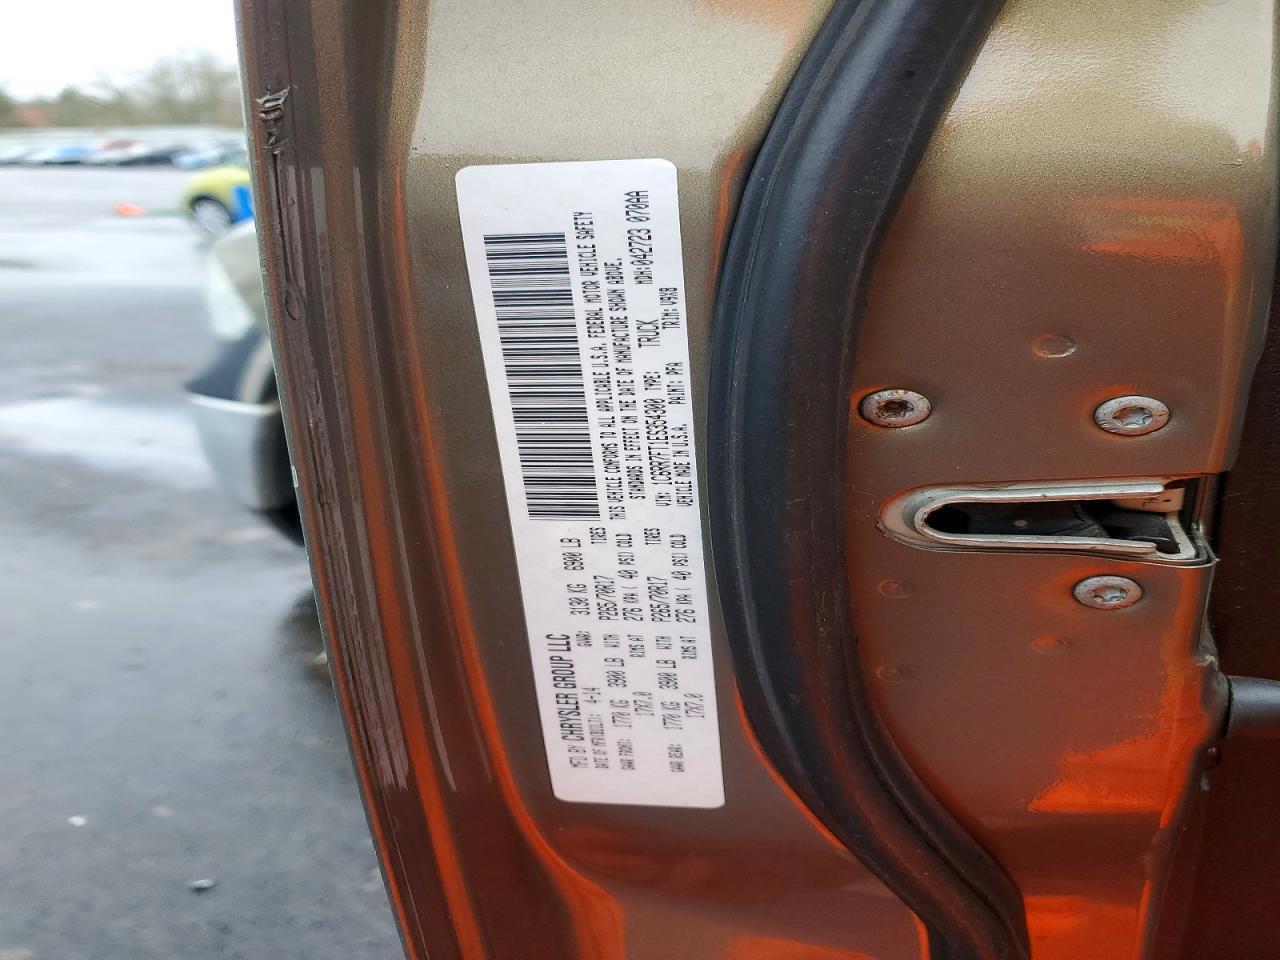 MFD BY CHRYSLER GROUP LLC
DATE OF MFR(BUILT): 4-14 GVWR: 3130 KG 6900 LB
GAWR FRONT: 1770 KG 3900 LB WITH P265/70R17 TIRES
17X7.0 RIMS AT 276 KPA ( 40 PSI) COLD
GAWR REAR: 1770 KG 3900 LB WITH P265/70R17 TIRES
17X7.0 RIMS AT 276 KPA ( 40 PSI) COLD
THIS VEHICLE CONFORMS TO ALL APPLICABLE U.S.A. FEDERAL MOTOR VEHICLE SAFETY
STANDARDS IN EFFECT ON THE DATE OF MANUFACTURE SHOWN ABOVE.
VIN: 1C6RR7FT1ES354300 TYPE: TRUCK MDH:042723 070AA
VEHICLE MADE IN U.S.A. PAINT: PFA TRIM: V9X8